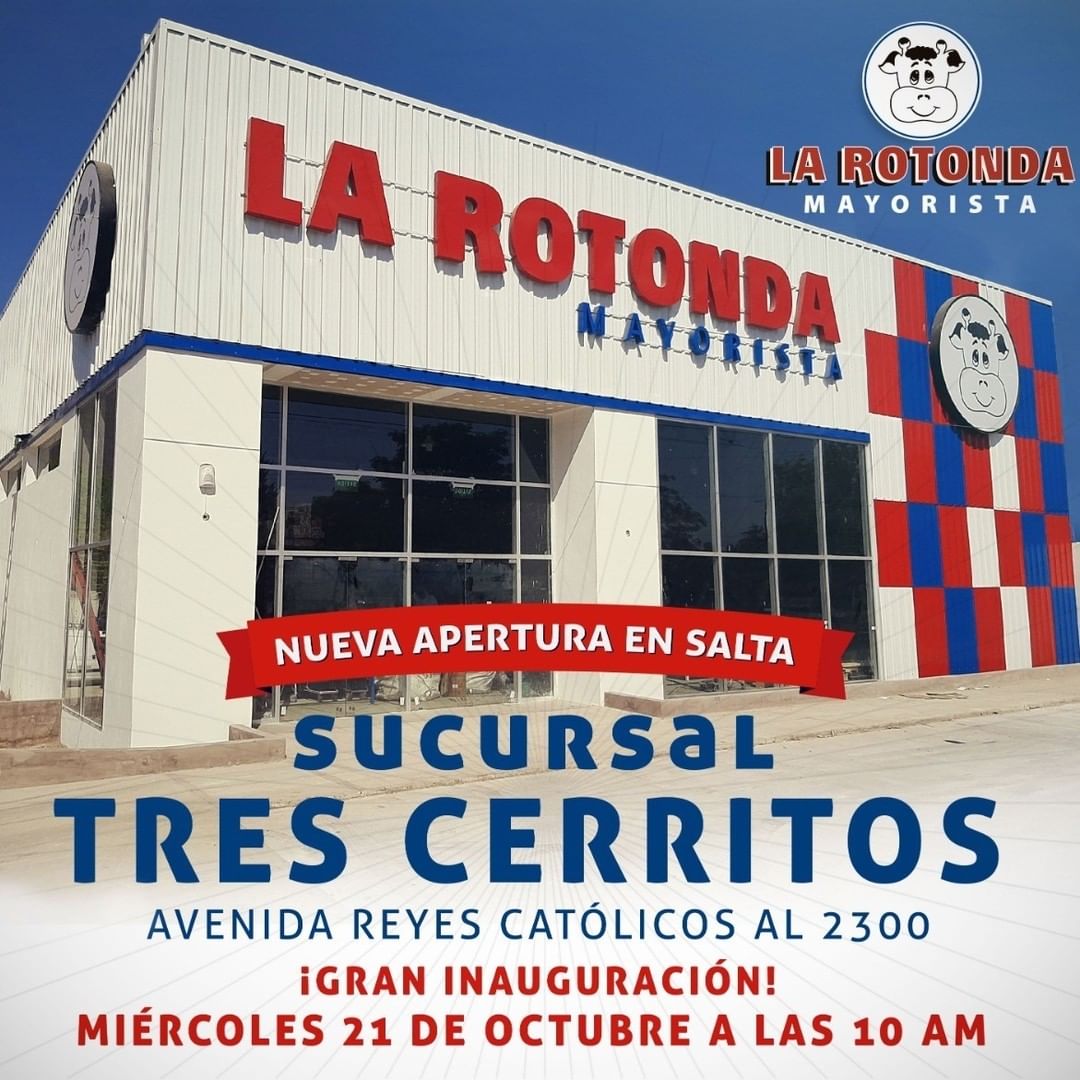 LA ROTONDA
MAYORISTA
LA ROTONDA
MAYORISTA
NUEVA APERTURA EN SALTA
SUCURSAL
TRES CERRITOS
AVENIDA REYES CATÓLICOS AL 2300
¡GRAN INAUGURACIÓN!
MIÉRCOLES 21 DE OCTUBRE A LAS 10 AM